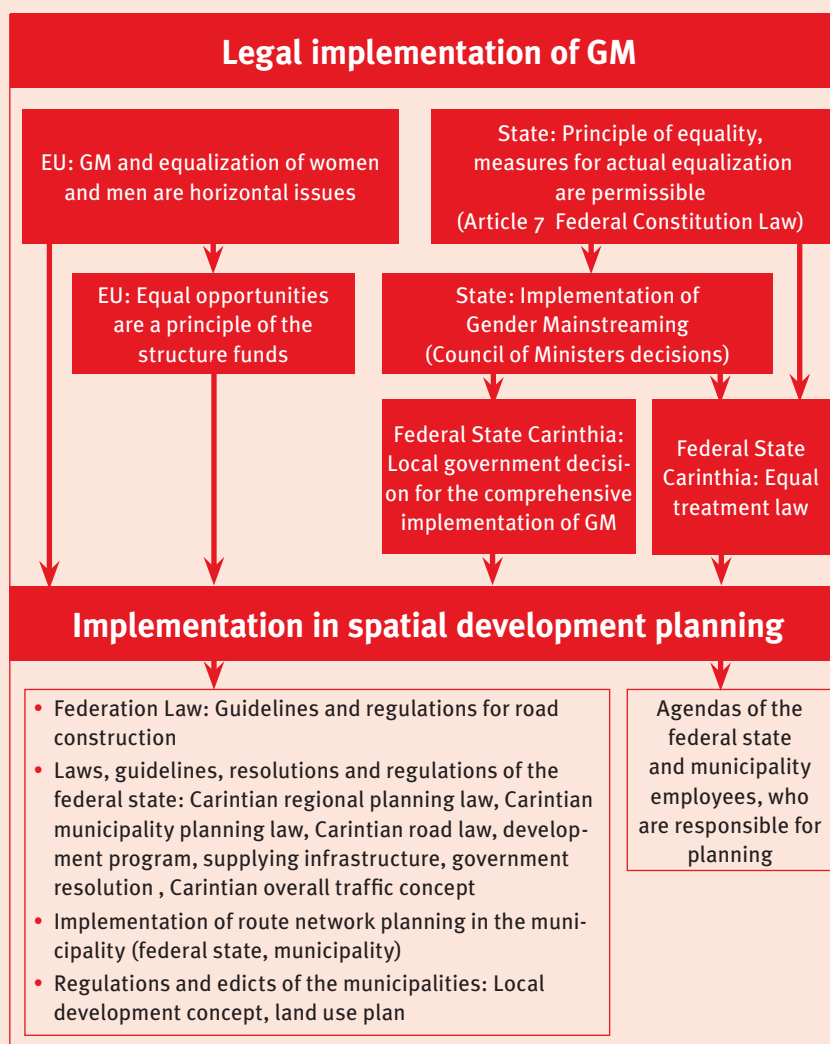 Legal implementation of GM
EU: GM and equalization of women
and men are horizontal issues
State: Principle of equality,
measures for actual equalization
are permissible
(Article 7 Federal Constitution Law)
EU: Equal opportunities
are a principle of the
structure funds
State: Implementation of
Gender Mainstreaming
(Council of Ministers decisions)
Federal State Carinthia:
Local government decisi-
on for the comprehensive
implementation of GM
Federal State
Carinthia: Equal
treatment law
Implementation in spatial development planning
• Federation Law: Guidelines and regulations for road
construction
• Laws, guidelines, resolutions and regulations of the
federal state: Carintian regional planning law, Carintian
municipality planning law, Carintian road law, develop-
ment program, supplying infrastructure, government
resolution , Carintian overall traffic concept
• Implementation of route network planning in the muni-
cipality (federal state, municipality)
• Regulations and edicts of the municipalities: Local
development concept, land use plan
Agendas of the
federal state
and municipality
employees, who
are responsible for
planning